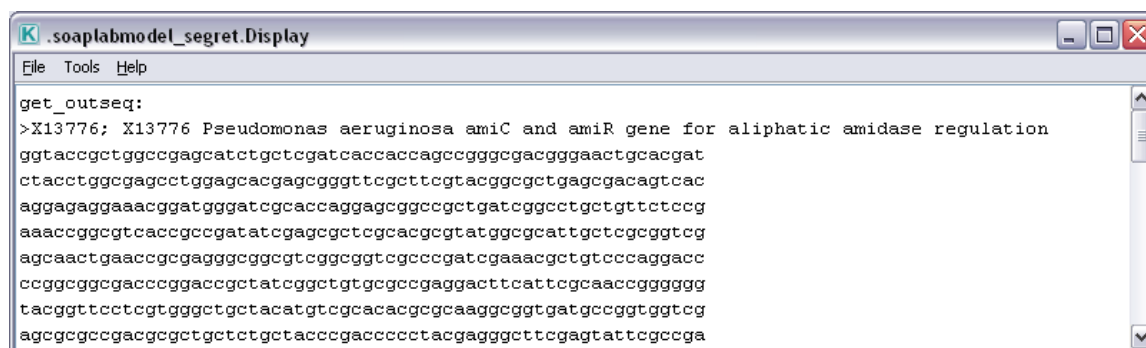 K .soaplabmodel_segret.Display
File Tools Help
get_outseq:
>X13776; X13776 Pseudomonas aeruginosa amiC and amiR gene for aliphatic amidase regulation
ggtaccgctggccgagcatctgctcgatcaccaccagccgggcgacgggaactgcacgat
ctacctggcgagcctggagcacgagcgggttcgcttcgtacggcgctgagcgacagtcac
aggagaggaaacggatgggatcgcaccaggagcggccgctgatcggcctgctgttctccg
aaaccggcgtcaccgccgatatcgagcgctcgcacgcgtatggcgcattgctcgcggtcg
agcaactgaaccgcgagggcggcgtcggcggtcgcccgatcgaaacgctgtcccaggacc
ccggcggcgacccggaccgctatcggctgtgcgccgaggacttcattcgcaaccgggggg
tacggttcctcgtgggctgctacatgtcgcacacgcgcaaggcggtgatgccggtggtcg
agcgcgccgacgcgctgctctgctacccgaccccctacgagggcttcgagtattcgccga